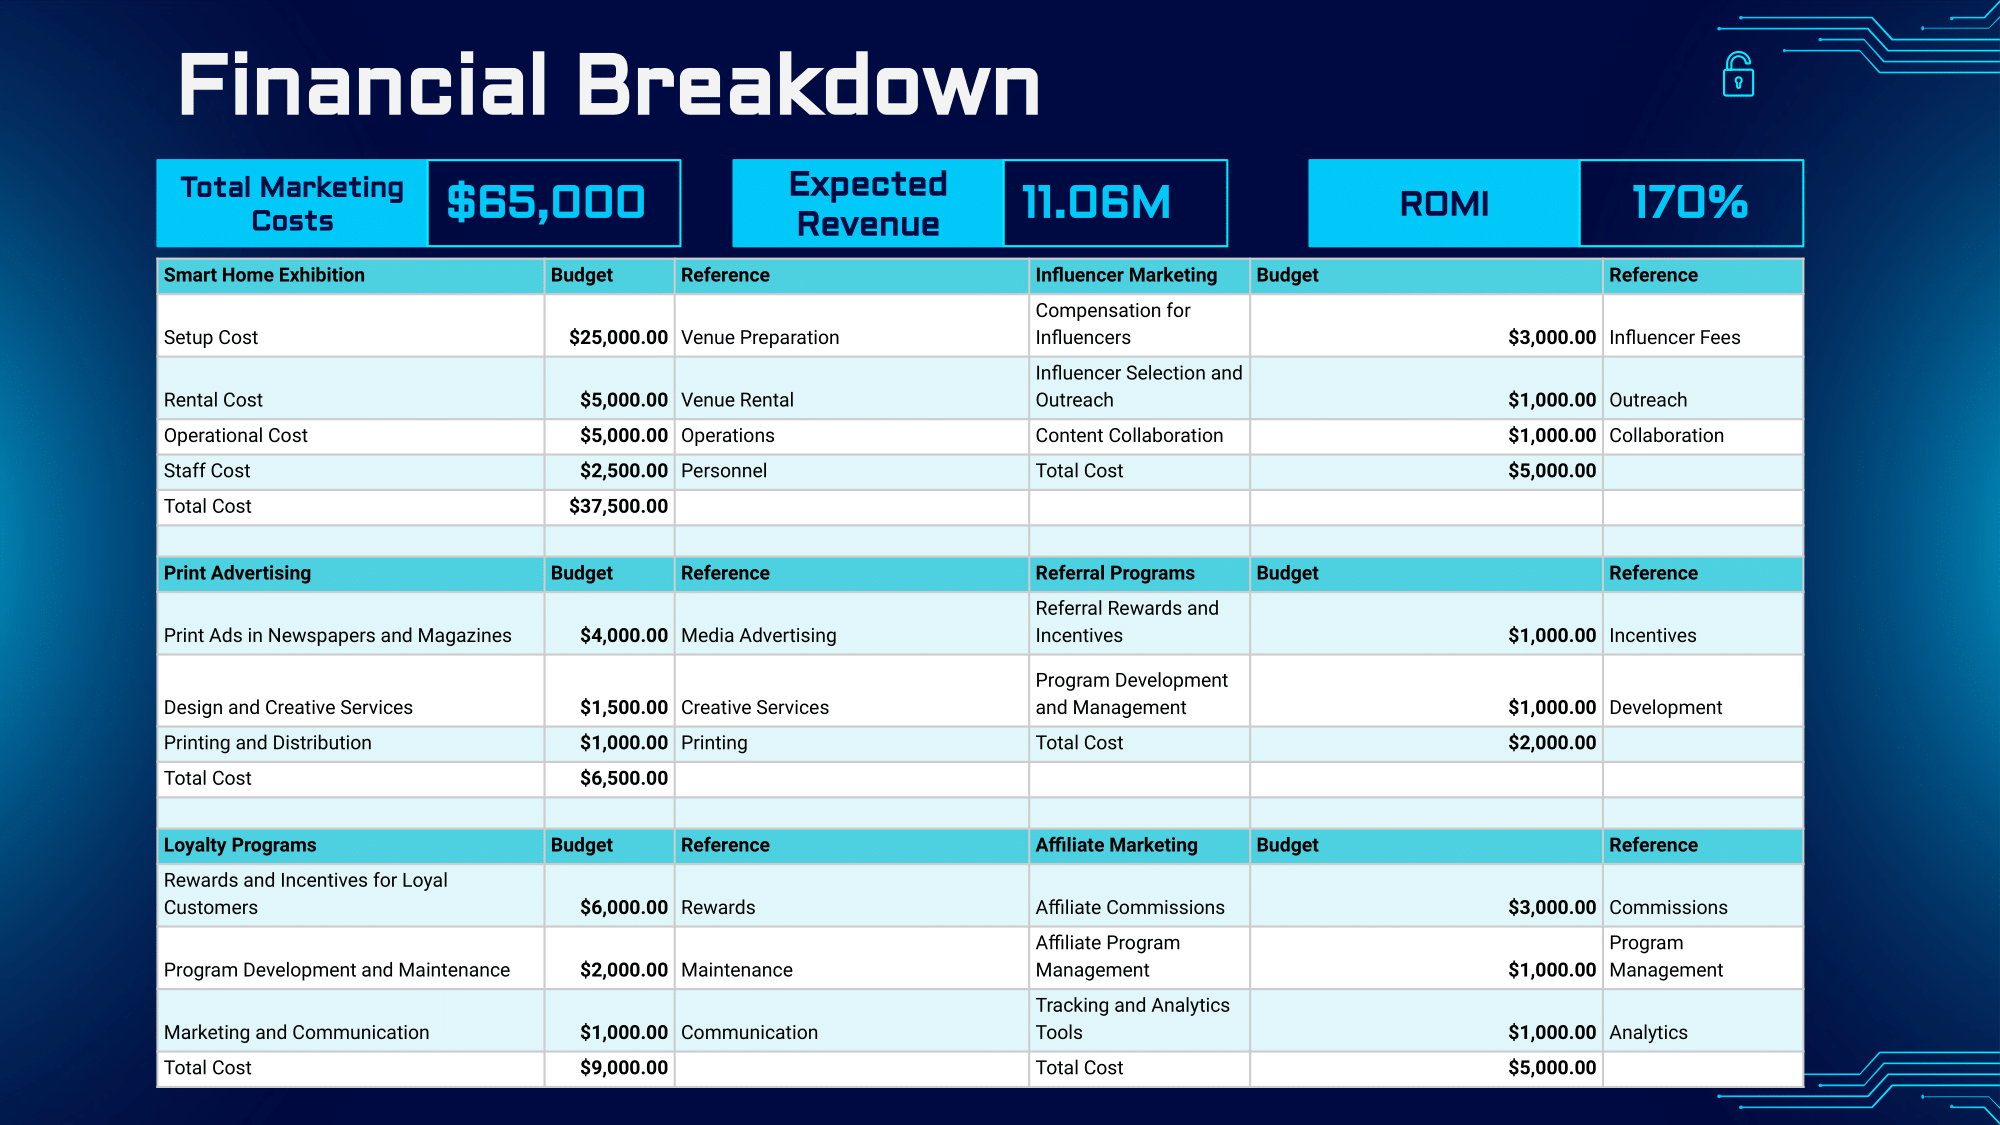 Financial Breakdown
Total Marketing
Costs
$65,000
Expected
Revenue
11.06M
ROMI
170%
Smart Home Exhibition Budget Reference Influencer Marketing Budget Reference
Compensation for
Setup Cost $25,000.00 Venue Preparation Influencers $3,000.00 Influencer Fees
Influencer Selection and
Rental Cost $5,000.00 Venue Rental Outreach $1,000.00 Outreach
Operational Cost $5,000.00 Operations Content Collaboration $1,000.00 Collaboration
Staff Cost $2,500.00 Personnel Total Cost $5,000.00
Total Cost $37,500.00
Print Advertising Budget Reference Referral Programs Budget Reference
Referral Rewards and
Print Ads in Newspapers and Magazines $4,000.00 Media Advertising Incentives $1,000.00 Incentives
Program Development
Design and Creative Services $1,500.00 Creative Services and Management $1,000.00 Development
Printing and Distribution $1,000.00 Printing Total Cost $2,000.00
Total Cost $6,500.00
Loyalty Programs Budget Reference Affiliate Marketing Budget Reference
Rewards and Incentives for Loyal
Customers $6,000.00 Rewards Affiliate Commissions $3,000.00 Commissions
Affiliate Program Program
Program Development and Maintenance $2,000.00 Maintenance Management $1,000.00 Management
Tracking and Analytics
Marketing and Communication $1,000.00 Communication Tools $1,000.00 Analytics
Total Cost $9,000.00 Total Cost $5,000.00